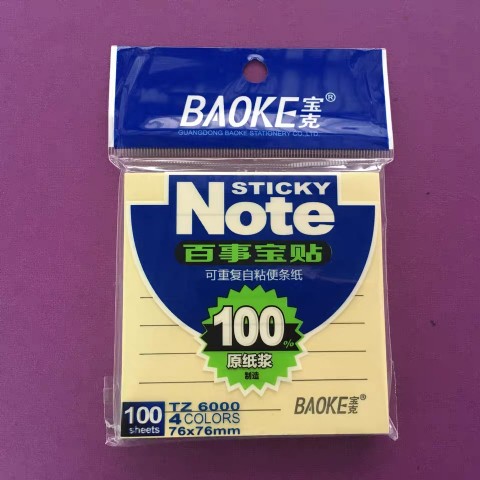 BAOKE宝克®
GUANGDONG BAOKE STATIONERY CO.,LTD.
STICKY
Note
百事宝贴
可重复自粘便条纸
100%
原纸浆
制造
100
sheets
TZ 6000
4 COLORS
76x76mm
BAOKE宝克®